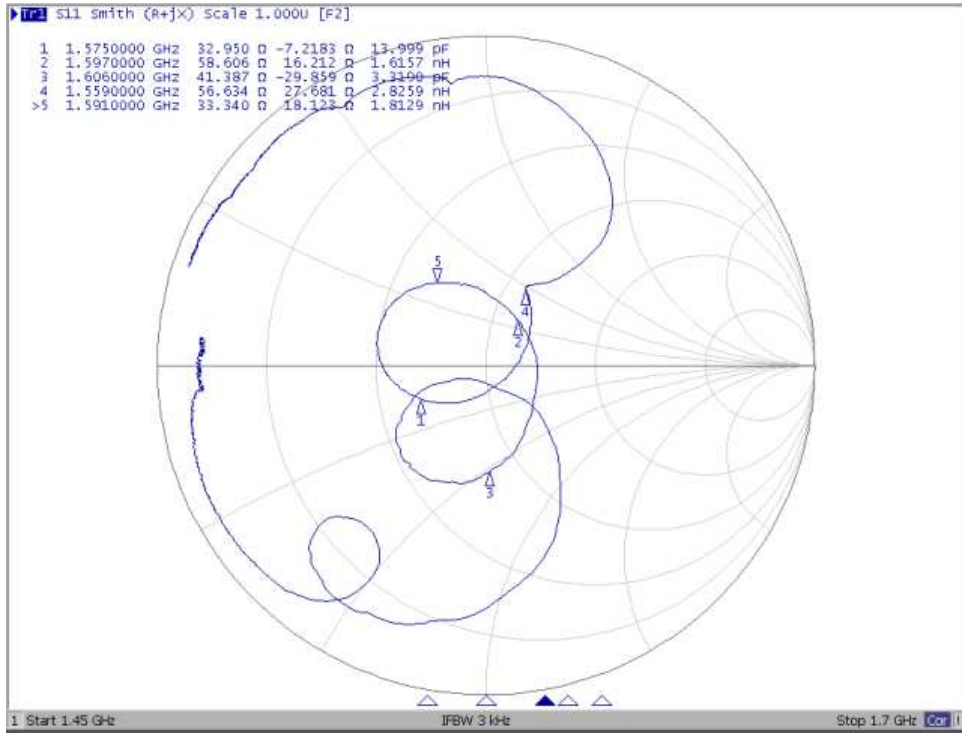 Tr1 S11 Smith (R+jX) Scale 1.000U [F2]
1 1.5750000 GHz 32.950 Ω -7.2183 Ω 13.999 pF
2 1.5970000 GHz 58.606 Ω 16.212 Ω 1.6157 nH
3 1.6060000 GHz 41.387 Ω -29.859 Ω 3.3190 pF
4 1.5590000 GHz 56.634 Ω 27.681 Ω 2.8259 nH
>5 1.5910000 GHz 33.340 Ω 18.123 Ω 1.8129 nH
5
4
2
1
3
1 Start 1.45 GHz IFBW 3 kHz Stop 1.7 GHz Cor !